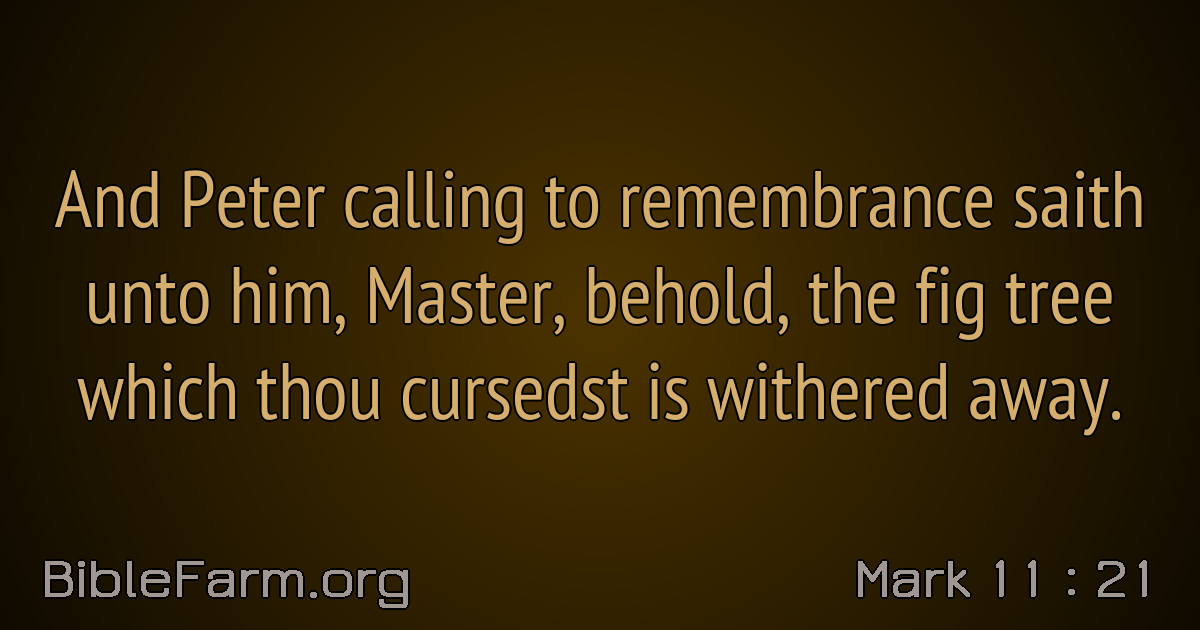 And Peter calling to remembrance saith
unto him, Master, behold, the fig tree
which thou cursedst is withered away.
BibleFarm.org
Mark 11 : 21